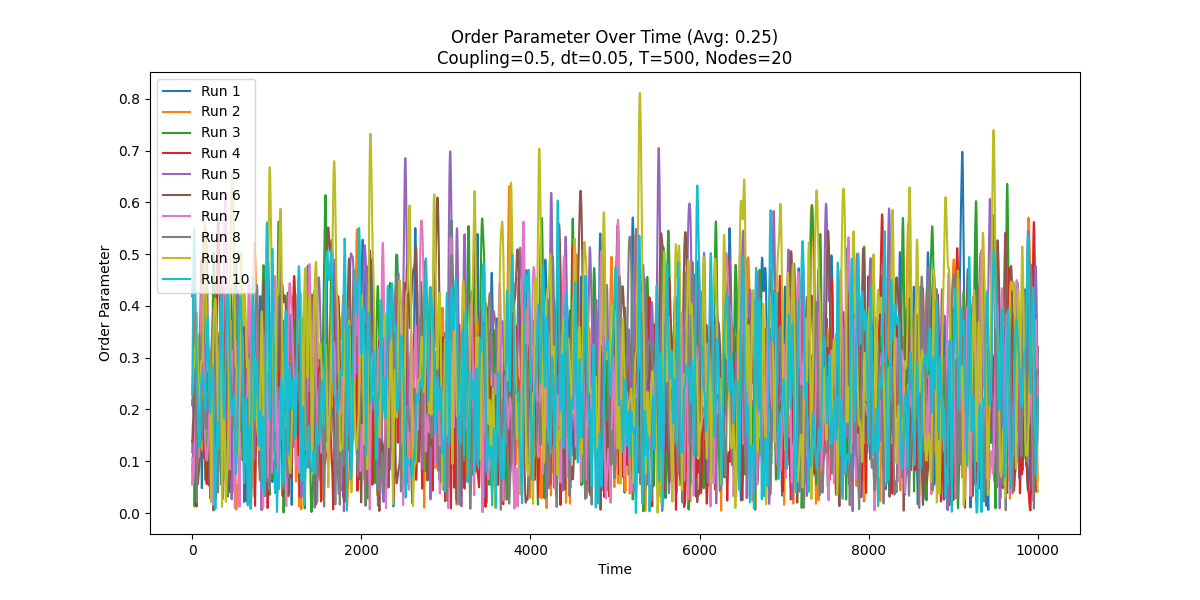 Order Parameter Over Time (Avg: 0.25)
Coupling=0.5, dt=0.05, T=500, Nodes=20
Run 1
Run 2
Run 3
Run 4
Run 5
Run 6
Run 7
Run 8
Run 9
Run 10
Order Parameter
0.8
0.7
0.6
0.5
0.4
0.3
0.2
0.1
0.0
0
2000
4000
6000
8000
10000
Time